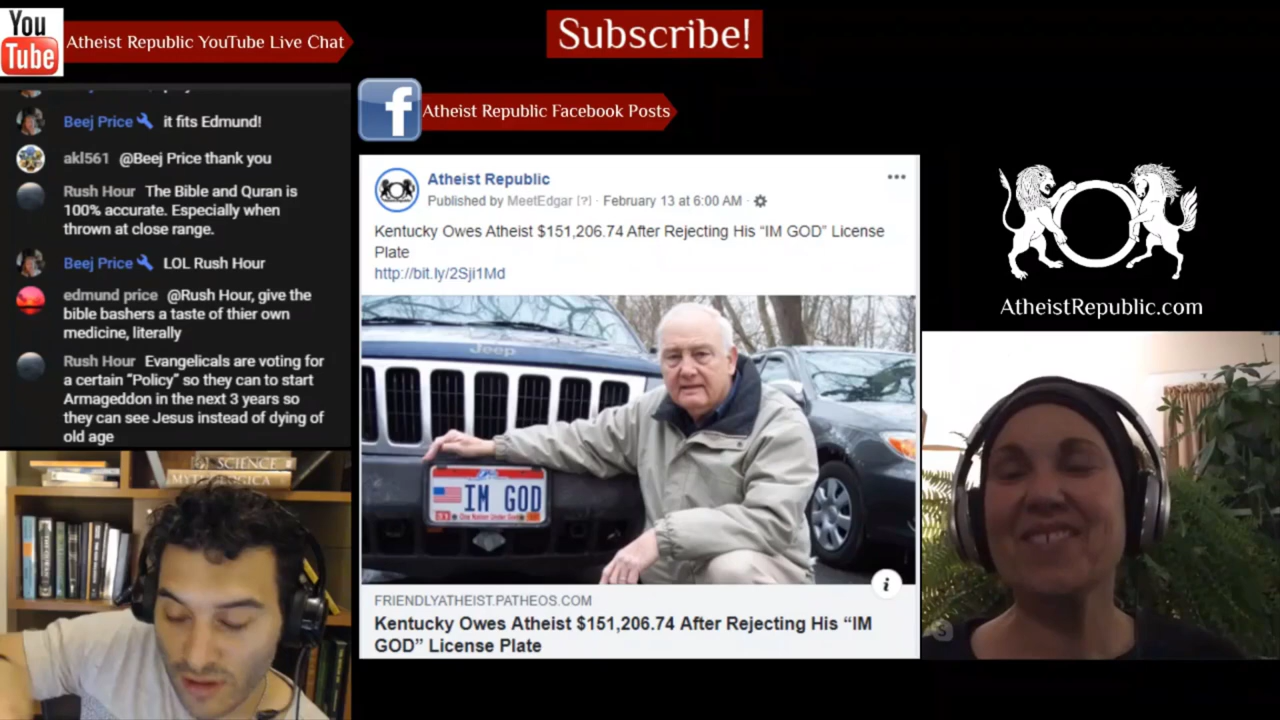 You
Tube
Atheist Republic YouTube Live Chat
Subscribe!
Atheist Republic Facebook Posts
Beej Price it fits Edmund!
akl561 @Beej Price thank you
Rush Hour The Bible and Quran is
100% accurate. Especially when
thrown at close range.
Beej Price LOL Rush Hour
edmund price @Rush Hour, give the
bible bashers a taste of thier own
medicine, literally
Rush Hour Evangelicals are voting for
a certain “Policy” so they can to start
Armageddon in the next 3 years so
they can see Jesus instead of dying of
old age
f
Atheist Republic
Published by MeetEdgar [?] · February 13 at 6:00 AM ·
Kentucky Owes Atheist $151,206.74 After Rejecting His “IM GOD” License
Plate
http://bit.ly/2Sji1Md
Jeep
IM GOD
One Nation Under God
i
FRIENDLYATHEIST.PATHEOS.COM
Kentucky Owes Atheist $151,206.74 After Rejecting His “IM
GOD” License Plate
AtheistRepublic.com
SCIENCE
S